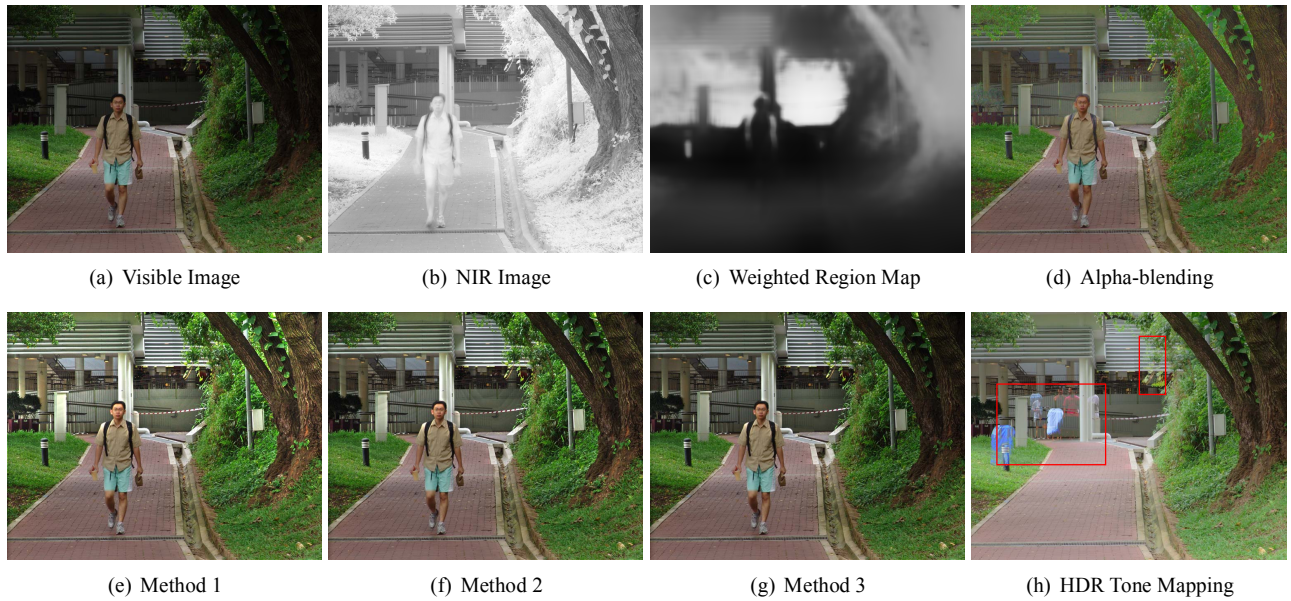 (a) Visible Image
(b) NIR Image
(c) Weighted Region Map
(d) Alpha-blending
(e) Method 1
(f) Method 2
(g) Method 3
(h) HDR Tone Mapping